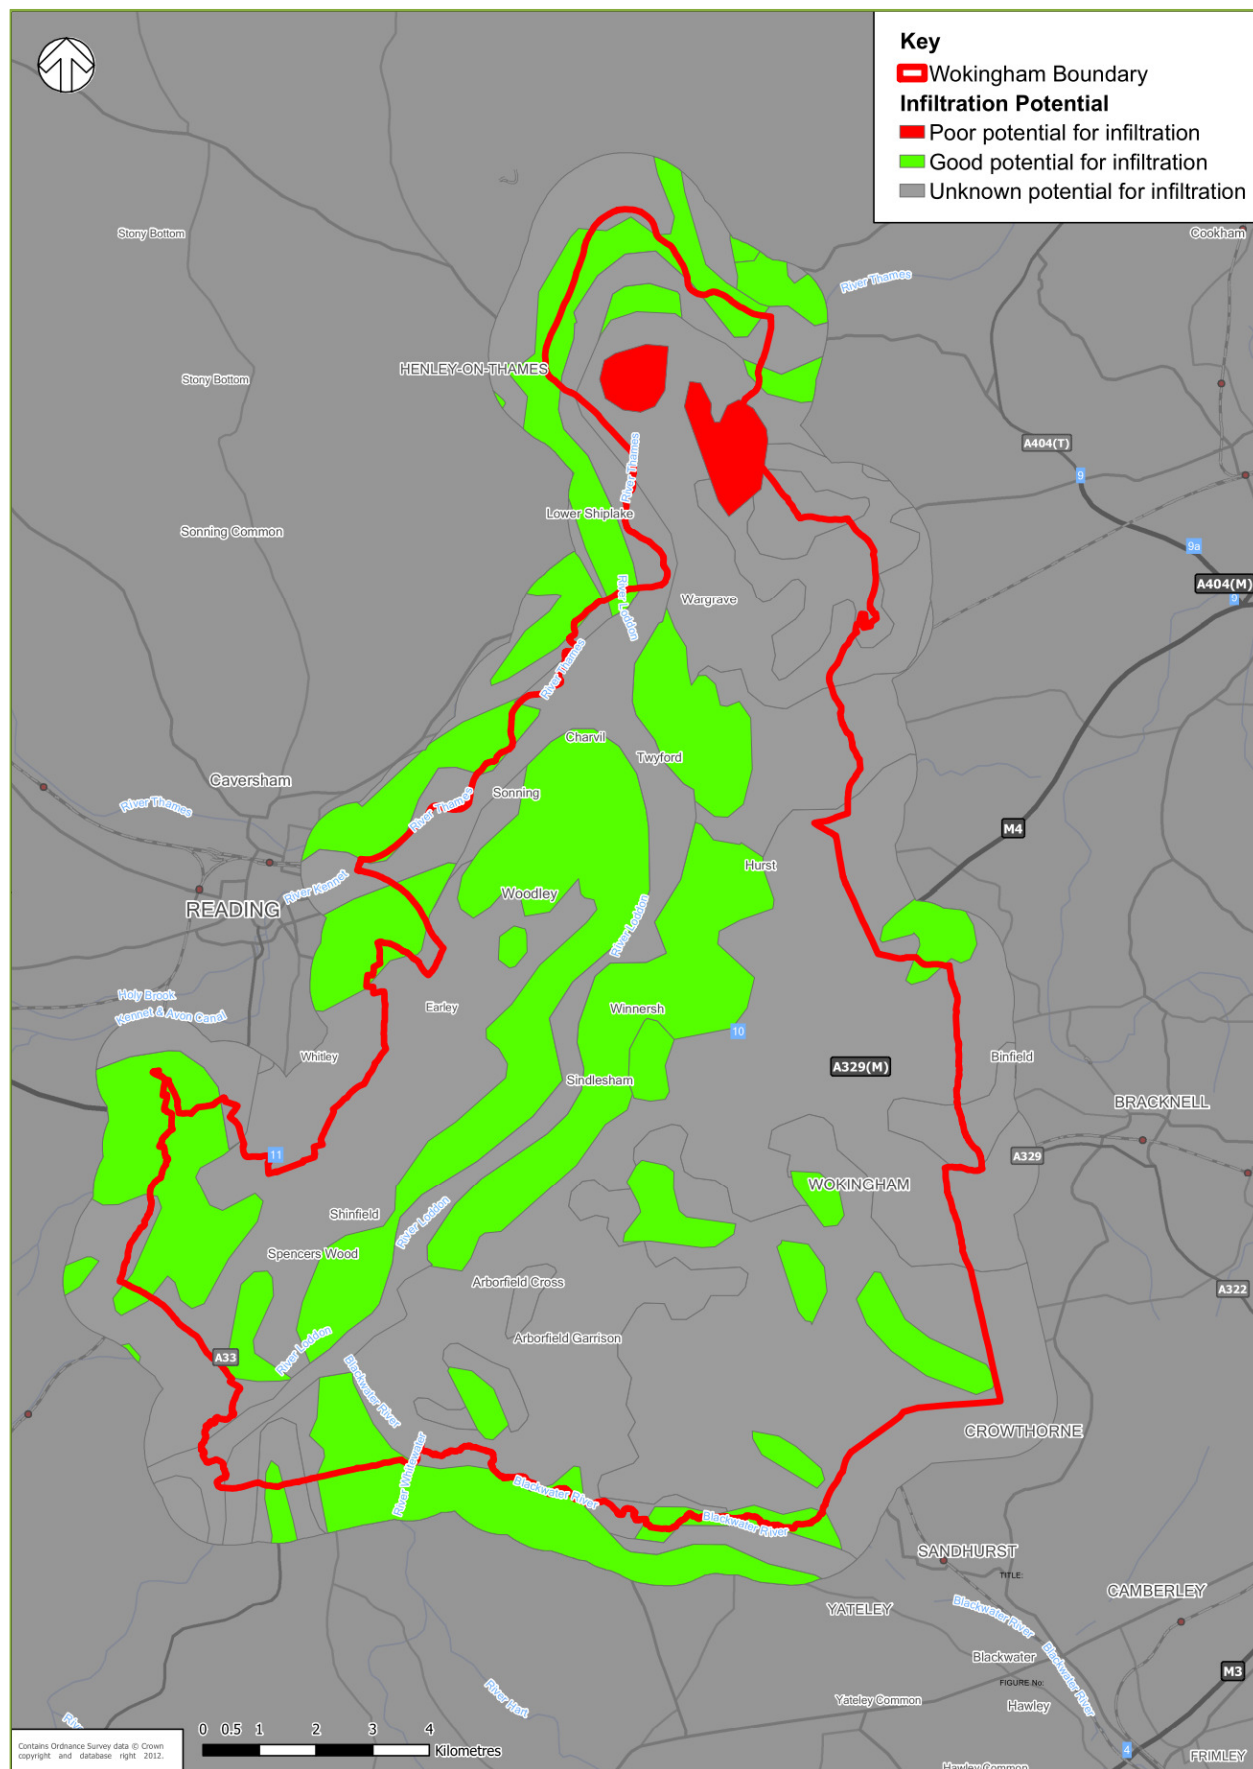 Key
Wokingham Boundary
Infiltration Potential
Poor potential for infiltration
Good potential for infiltration
Unknown potential for infiltration
Stony Bottom
Cookham
River Thames
HENLEY-ON-THAMES
Stony Bottom
A404(T)
9
River Thames
Lower Shiplake
Sonning Common
9a
A404(M)
9
River Loddon
Wargrave
River Thames
Charvil
Twyford
Caversham
Sonning
River Thames
River Thames
M4
Hurst
River Kennet
Woodley
READING
River Loddon
Holy Brook
Earley
Winnersh
Kennet & Avon Canal
10
Whitley
Binfield
A329(M)
Sindlesham
BRACKNELL
11
A329
WOKINGHAM
Shinfield
River Loddon
Spencers Wood
Arborfield Cross
A322
Arborfield Garrison
A33
River Loddon
Blackwater River
CROWTHORNE
River Whitewater
Blackwater River
Blackwater River
SANDHURST
TITLE:
CAMBERLEY
Blackwater River
YATELEY
Blackwater
Blackwater River
M3
FIGURE No:
River Hart
Yateley Common
Hawley
0 0.5 1 2 3 4
Kilometres
4
FRIMLEY
Hawley Common
Contains Ordnance Survey data © Crown
copyright and database right 2012.